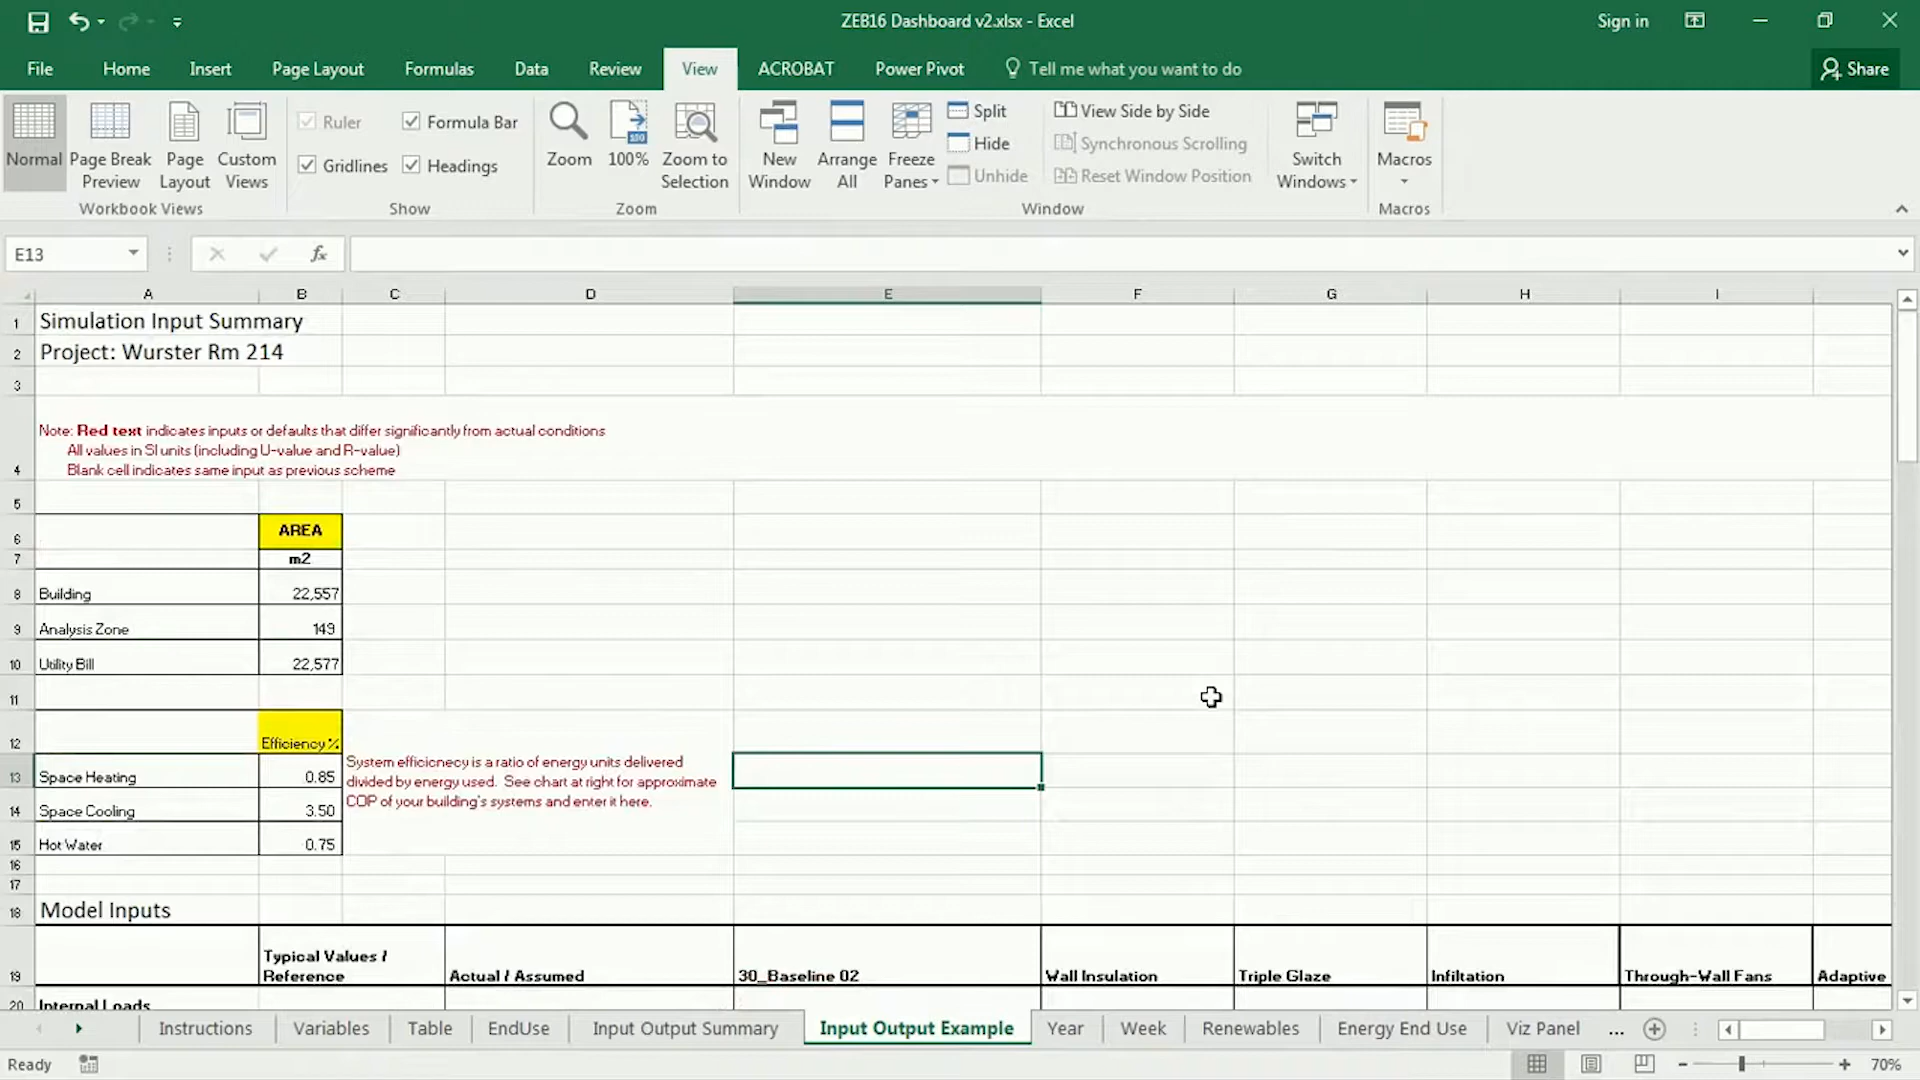 ZEB16 Dashboard v2.xlsx - Excel
Sign in
File Home Insert Page Layout Formulas Data Review View ACROBAT Power Pivot Tell me what you want to do
Share
Ruler Formula Bar
Split View Side by Side
Hide Synchronous Scrolling
Normal Page Break Page Custom Gridlines Headings Zoom 100% Zoom to New Arrange Freeze Unhide Reset Window Position Switch Macros
Preview Layout Views Selection Window All Panes Windows
Workbook Views Show Zoom Window Macros
E13 fx
A B C D E F G H I
1 Simulation Input Summary
2 Project: Wurster Rm 214
3
Note: Red text indicates inputs or defaults that differ significantly from actual conditions
All values in SI units (including U-value and R-value)
4 Blank cell indicates same input as previous scheme
5
6 AREA
7 m2
8 Building 22,557
9 Analysis Zone 149
10 Utility Bill 22,577
11
12 Efficiency %
System efficicnecy is a ratio of energy units delivered
13 Space Heating 0.85 divided by energy used. See chart at right for approximate
COP of your building's systems and enter it here.
14 Space Cooling 3.50
15 Hot Water 0.75
16
17
18 Model Inputs
Typical Values /
19 Reference Actual / Assumed 30_Baseline 02 Wall Insulation Triple Glaze Infiltation Through-Wall Fans Adaptive
20 Internal Loads
Instructions Variables Table EndUse Input Output Summary Input Output Example Year Week Renewables Energy End Use Viz Panel ...
Ready 70%